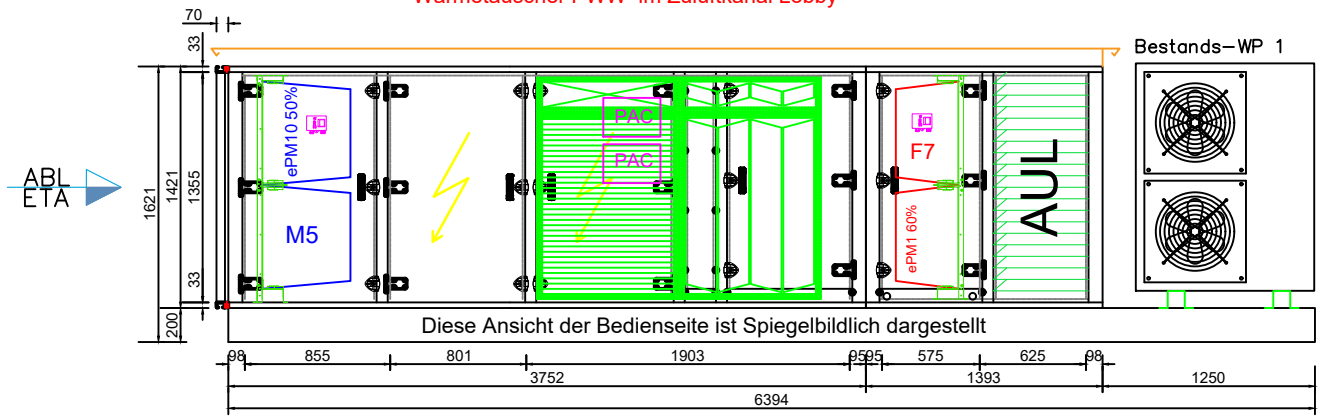 70
33
Bestands-WP 1
ABL
ETA
1621
1421
1355
33
200
ePM10 50%
M5
PAC
PAC
F7
ePM1 60%
AUL
Diese Ansicht der Bedienseite ist Spiegelbildlich dargestellt
98 855 801 1903 95 95 575 625 98
3752 1393 1250
6394